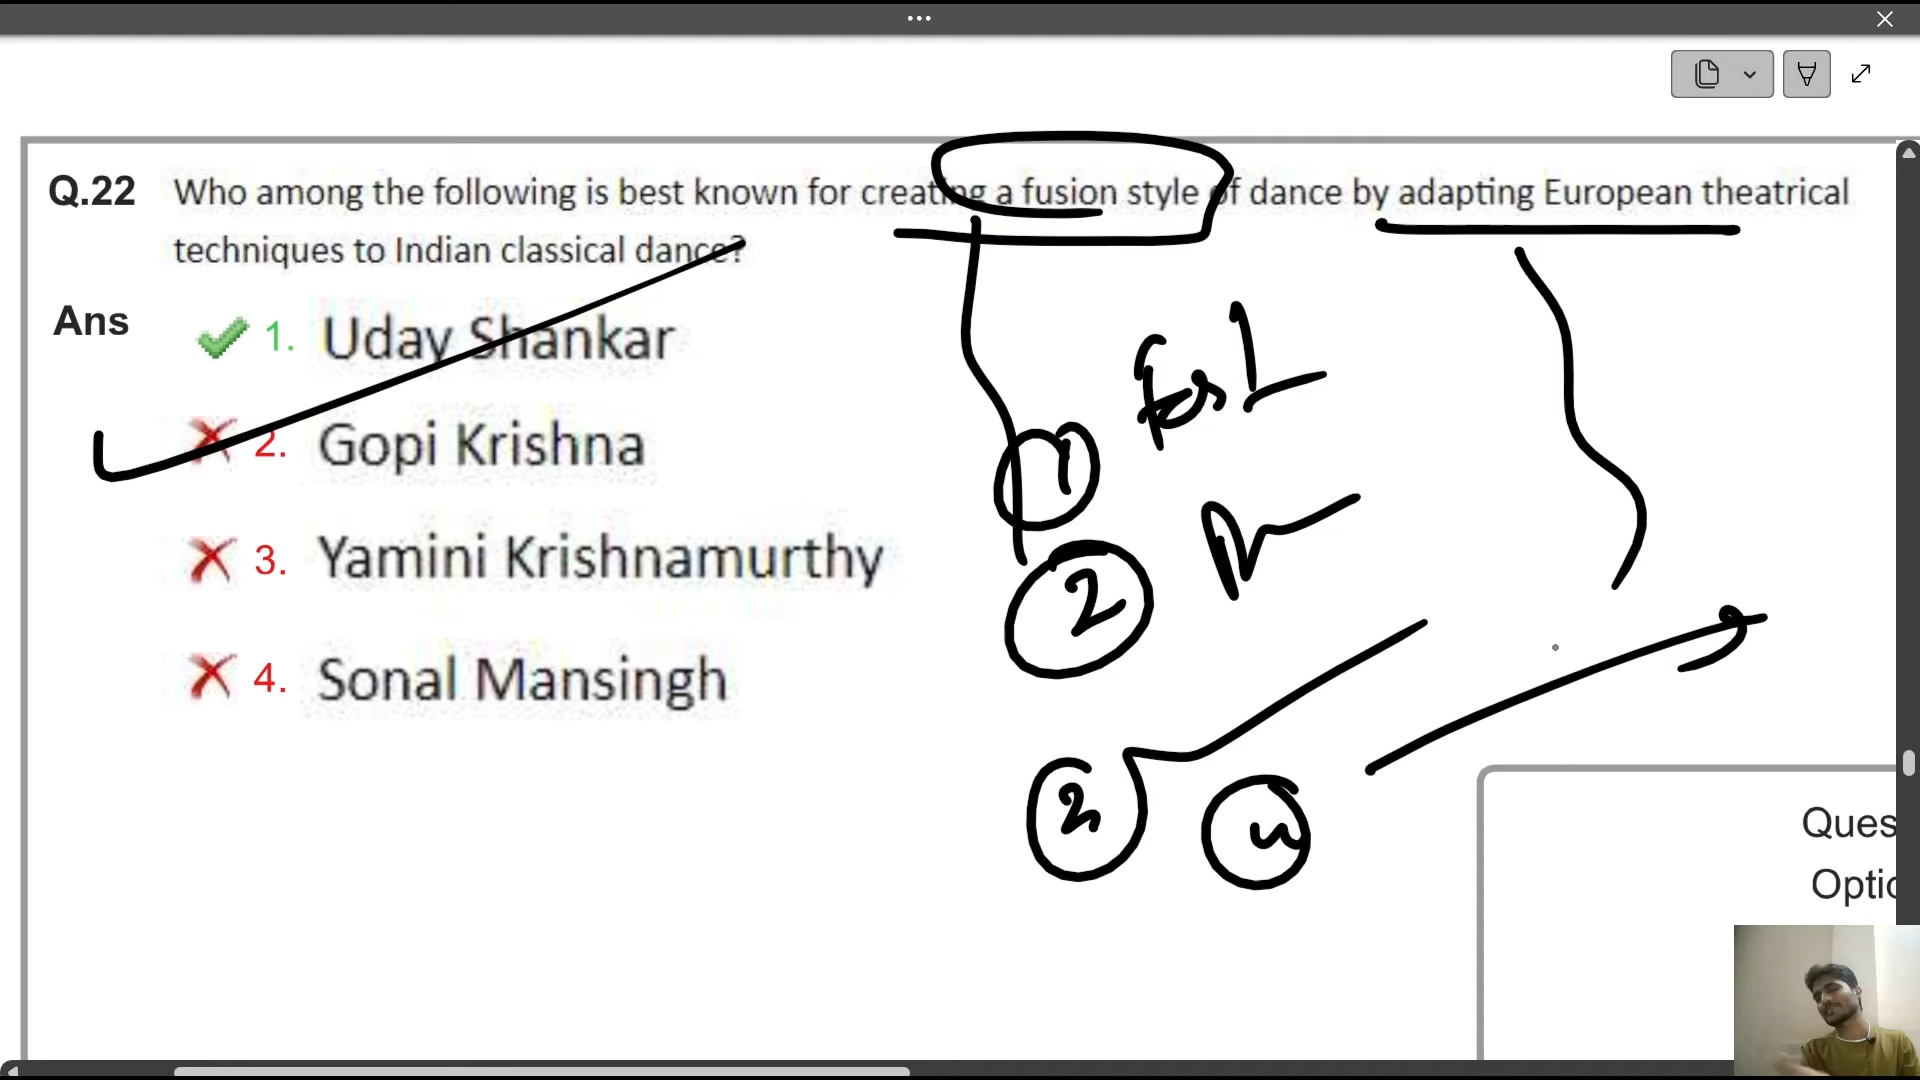 Q.22 Who among the following is best known for creating a fusion style of dance by adapting European theatrical
techniques to Indian classical dance?
Ans 1. Uday Shankar
2. Gopi Krishna
3. Yamini Krishnamurthy
4. Sonal Mansingh
1
2
Ques
Optic